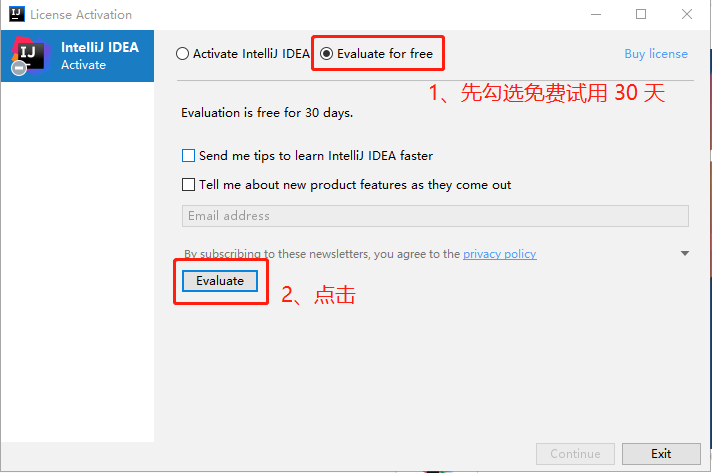 License Activation
IntelliJ IDEA
Activate
Activate IntelliJ IDEA Evaluate for free Buy license
1、先勾选免费试用 30 天
Evaluation is free for 30 days.
Send me tips to learn IntelliJ IDEA faster
Tell me about new product features as they come out
Email address
By subscribing to these newsletters, you agree to the privacy policy
Evaluate
2、点击
Continue Exit